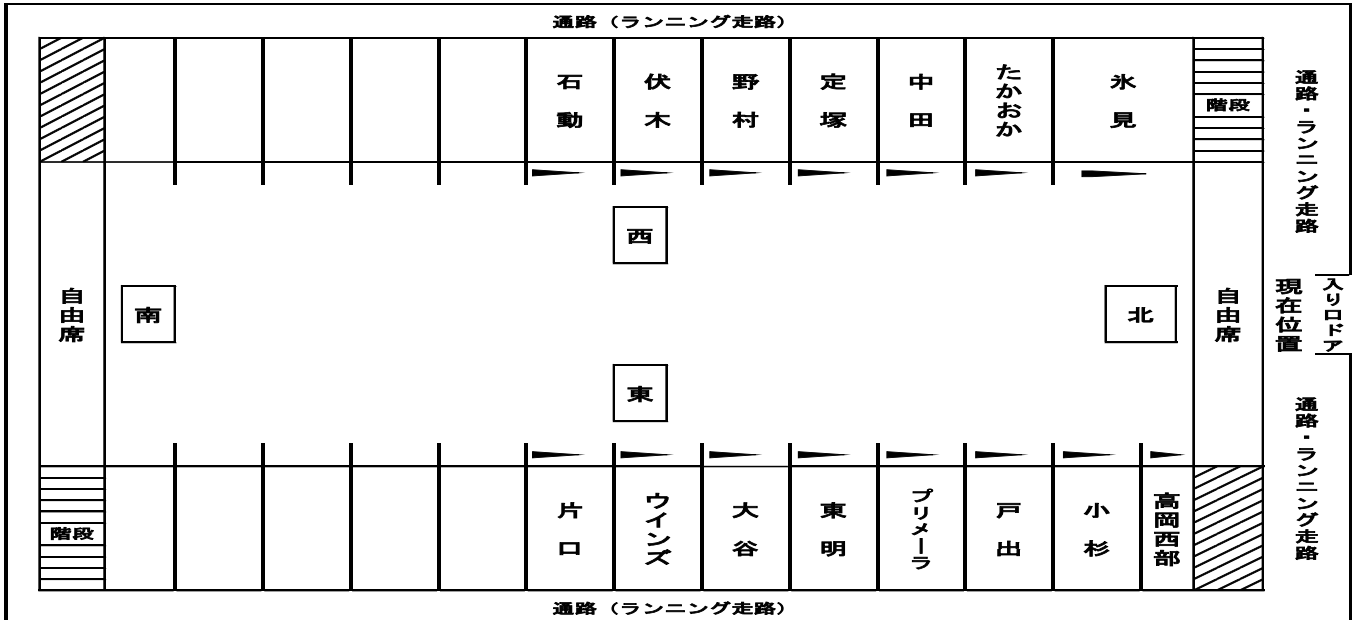 通路(ランニング走路)
石動
伏木
野村
定塚
中田
たかおか
氷見
階段
通路・ランニング走路
西
自由席
南
北
自由席
現在位置
入り口ドア
東
階段
片口
ウインズ
大谷
東明
プリメーラ
戸出
小杉
高岡西部
通路・ランニング走路
通路(ランニング走路)